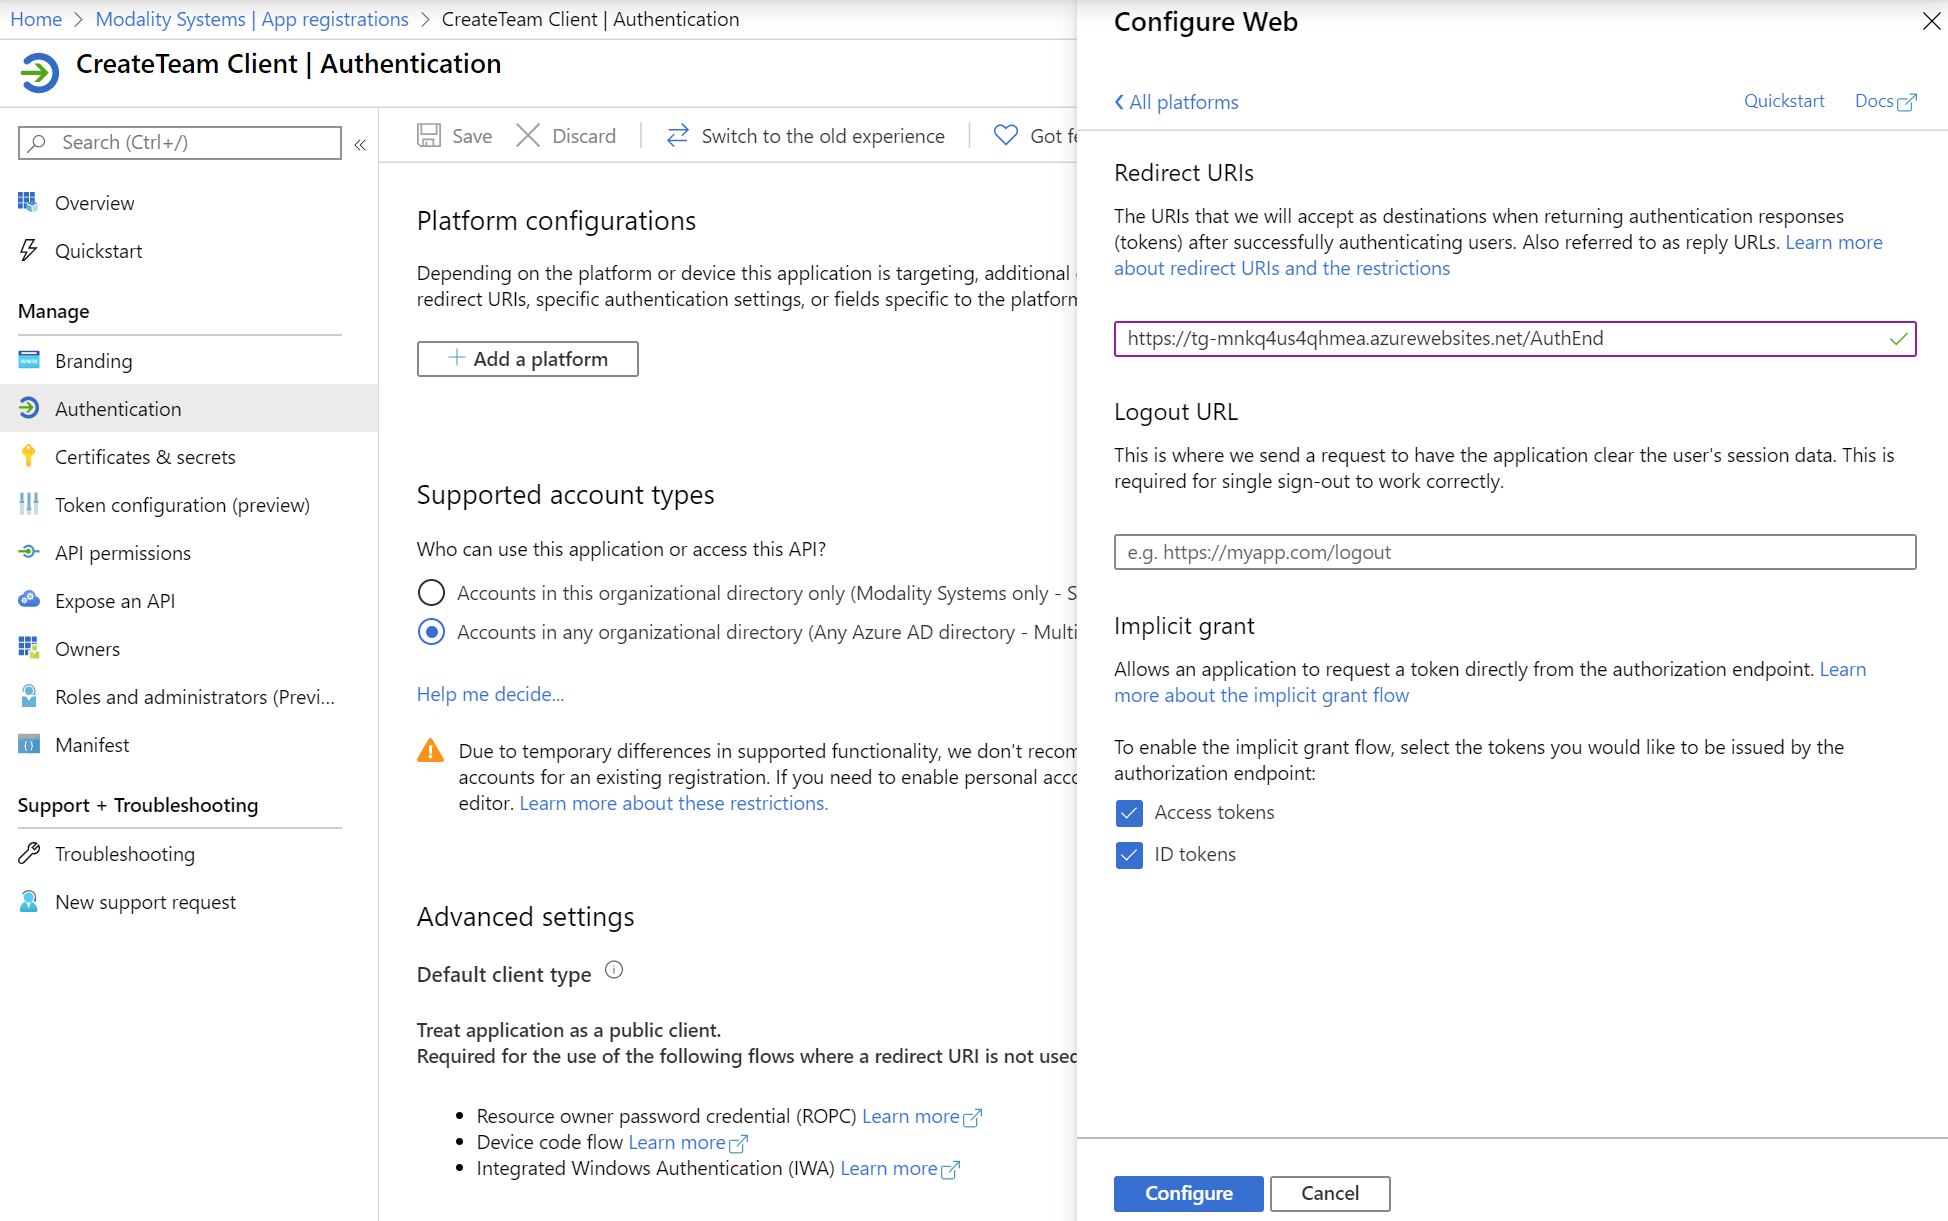 Home > Modality Systems | App registrations > CreateTeam Client | Authentication
CreateTeam Client | Authentication
Search (Ctrl+/)
«
Overview
Quickstart
Manage
Branding
Authentication
Certificates & secrets
Token configuration (preview)
API permissions
Expose an API
Owners
Roles and administrators (Previ...
Manifest
Support + Troubleshooting
Troubleshooting
New support request
Save
Discard
Switch to the old experience
Got fe
Platform configurations
Depending on the platform or device this application is targeting, additional
redirect URIs, specific authentication settings, or fields specific to the platform
+ Add a platform
Supported account types
Who can use this application or access this API?
Accounts in this organizational directory only (Modality Systems only - S
Accounts in any organizational directory (Any Azure AD directory - Multi
Help me decide...
Due to temporary differences in supported functionality, we don't recom
accounts for an existing registration. If you need to enable personal acco
editor. Learn more about these restrictions.
Advanced settings
Default client type
Treat application as a public client.
Required for the use of the following flows where a redirect URI is not used
• Resource owner password credential (ROPC) Learn more
• Device code flow Learn more
• Integrated Windows Authentication (IWA) Learn more
Configure Web
All platforms
Quickstart
Docs
Redirect URIs
The URIs that we will accept as destinations when returning authentication responses
(tokens) after successfully authenticating users. Also referred to as reply URLs. Learn more
about redirect URIs and the restrictions
https://tg-mnkq4us4qhmea.azurewebsites.net/AuthEnd
Logout URL
This is where we send a request to have the application clear the user's session data. This is
required for single sign-out to work correctly.
e.g. https://myapp.com/logout
Implicit grant
Allows an application to request a token directly from the authorization endpoint. Learn
more about the implicit grant flow
To enable the implicit grant flow, select the tokens you would like to be issued by the
authorization endpoint:
Access tokens
ID tokens
Configure
Cancel